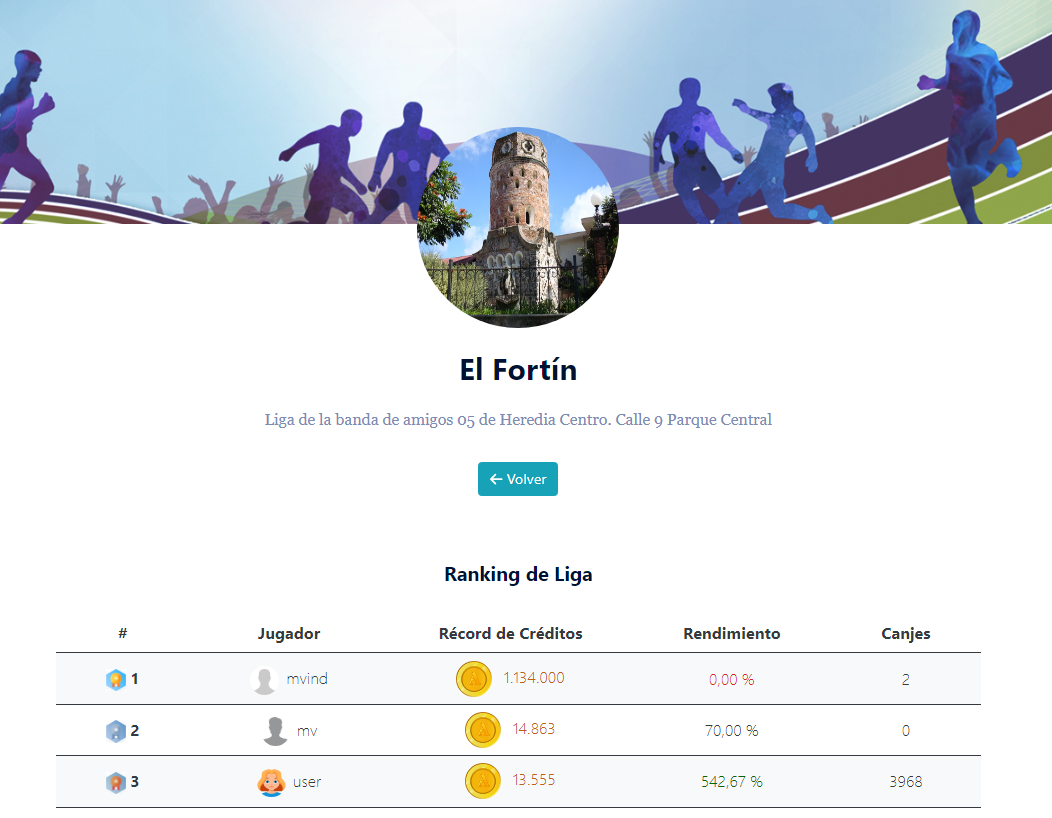 El Fortín
Liga de la banda de amigos 05 de Heredia Centro. Calle 9 Parque Central
← Volver
Ranking de Liga
# Jugador Récord de Créditos Rendimiento Canjes
1 mvind 1.134.000 0,00 % 2
2 mv 14.863 70,00 % 0
3 user 13.555 542,67 % 3968